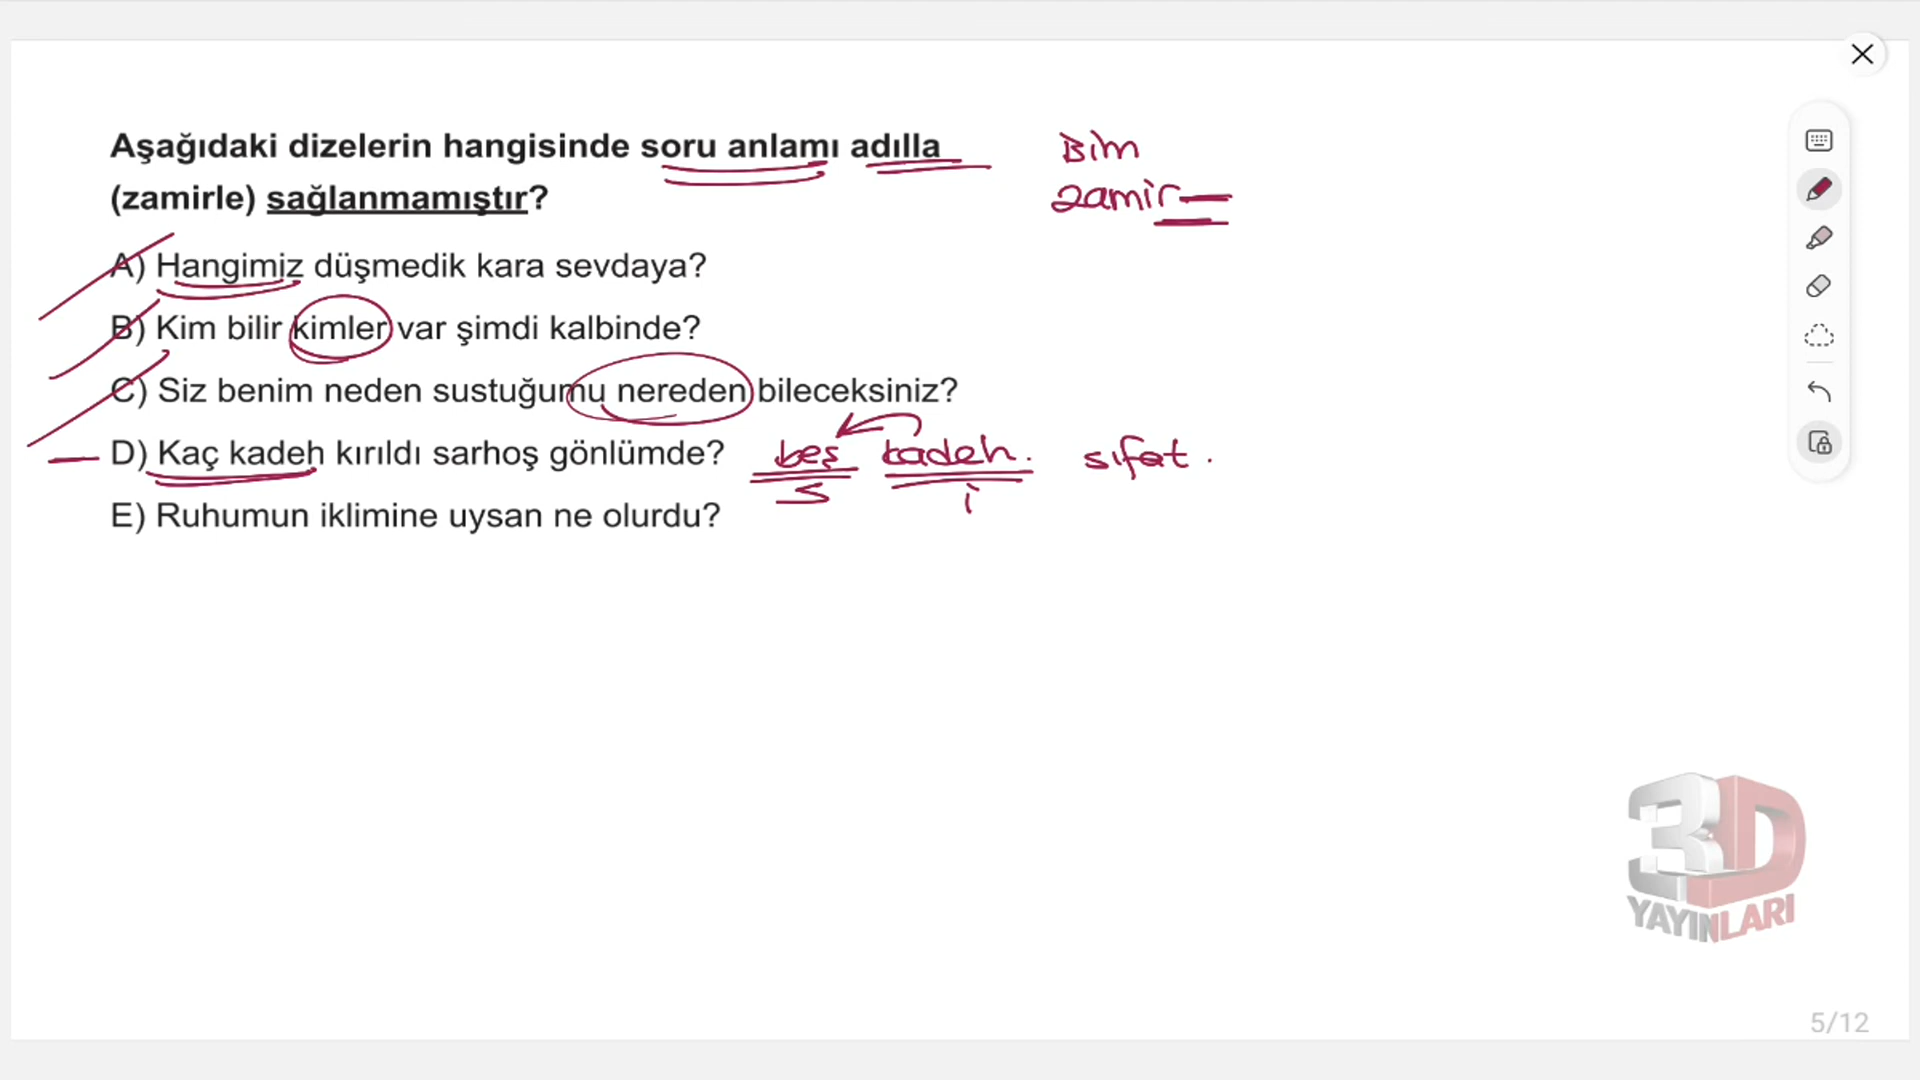 Aşağıdaki dizelerin hangisinde soru anlamı adılla
(zamirle) sağlanmamıştır?
Bim
zamir
A) Hangimiz düşmedik kara sevdaya?
B) Kim bilir kimler var şimdi kalbinde?
C) Siz benim neden sustuğumu nereden bileceksiniz?
D) Kaç kadeh kırıldı sarhoş gönlümde? beş kadeh. sıfat.
S i
E) Ruhumun iklimine uysan ne olurdu?
3D
YAYINLARI
5/12